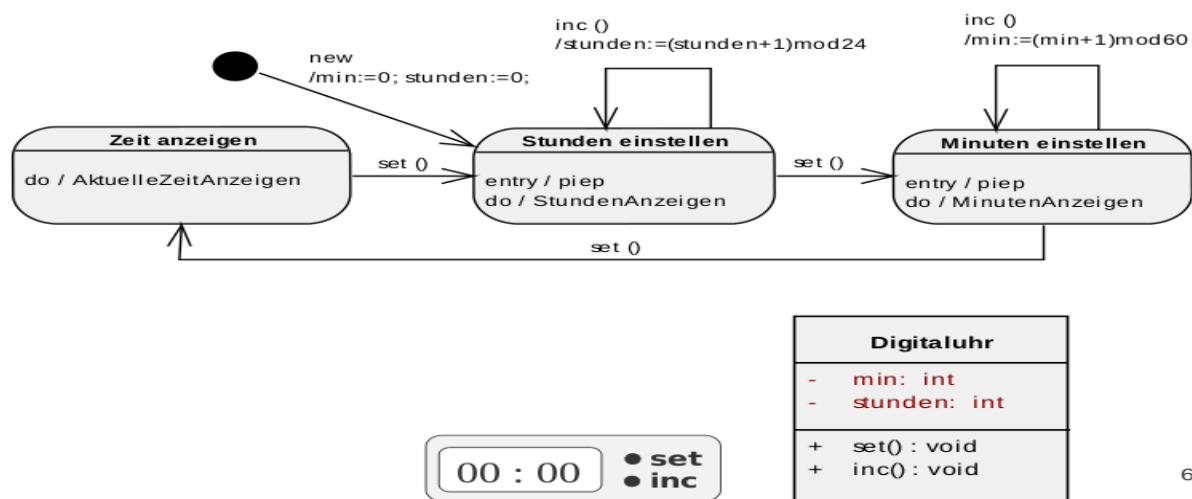 inc ()
/stunden:=(stunden+1)mod24
inc ()
/min:=(min+1)mod60
new
/min:=0; stunden:=0;
Zeit anzeigen
do / AktuelleZeitAnzeigen
set ()
Stunden einstellen
entry / piep
do / StundenAnzeigen
set ()
Minuten einstellen
entry / piep
do / MinutenAnzeigen
set ()
Digitaluhr
- min: int
- stunden: int
+ set() : void
+ inc() : void
00 : 00
● set
● inc
6